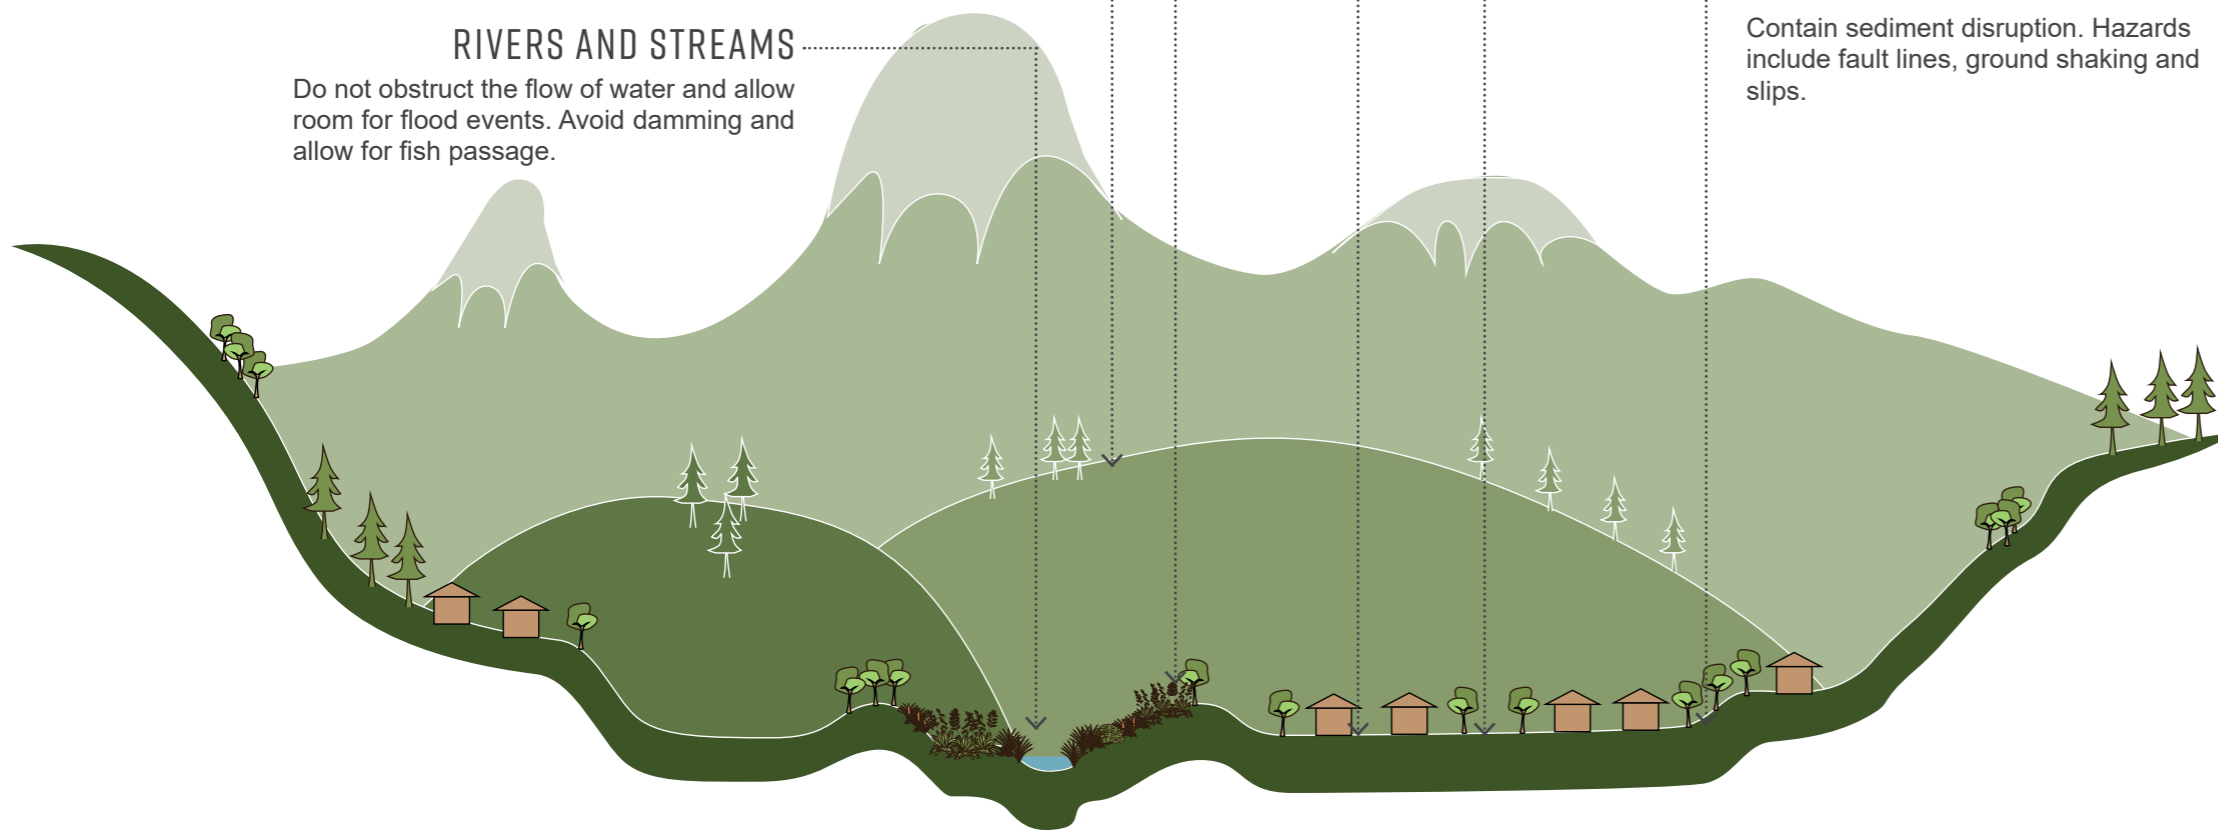 RIVERS AND STREAMS
Do not obstruct the flow of water and allow
room for flood events. Avoid damming and
allow for fish passage.
Contain sediment disruption. Hazards
include fault lines, ground shaking and
slips.